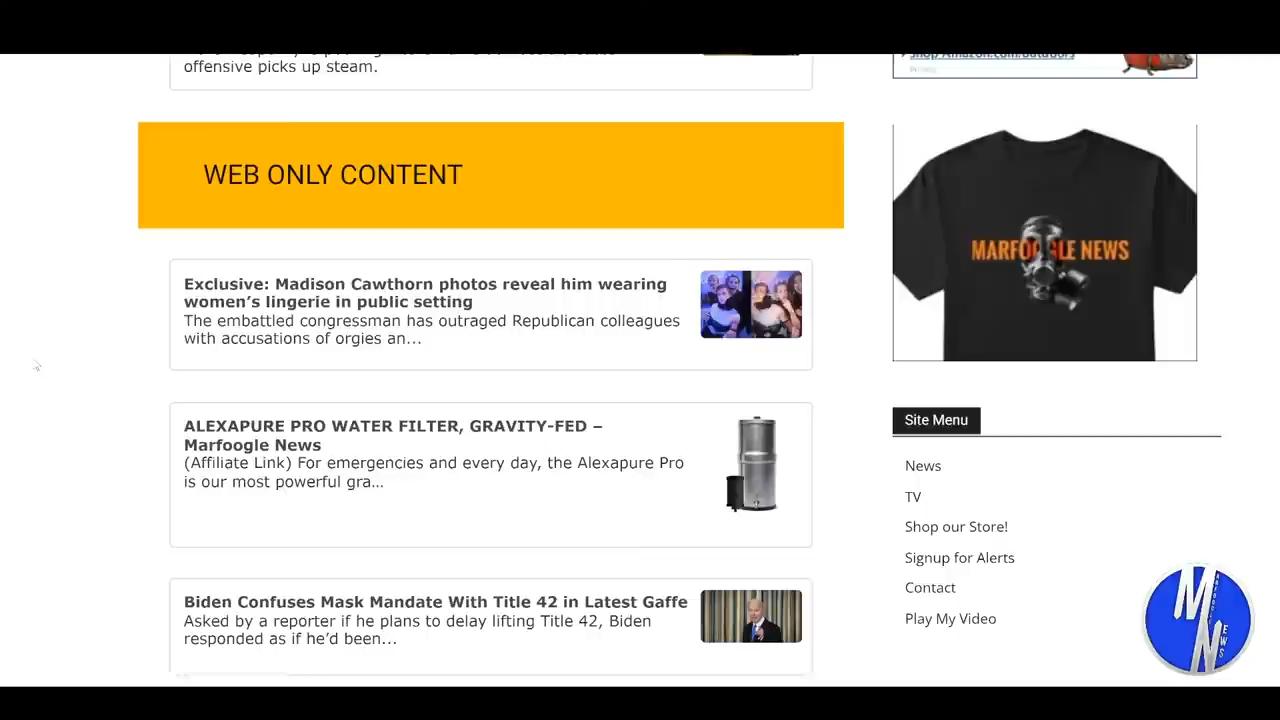 offensive picks up steam.
shop Amazon.com/outdoors
WEB ONLY CONTENT
MARFOOGLE NEWS
Exclusive: Madison Cawthorn photos reveal him wearing
women’s lingerie in public setting
The embattled congressman has outraged Republican colleagues
with accusations of orgies an...
ALEXAPURE PRO WATER FILTER, GRAVITY-FED –
Marfoogle News
(Affiliate Link) For emergencies and every day, the Alexapure Pro
is our most powerful gra...
Biden Confuses Mask Mandate With Title 42 in Latest Gaffe
Asked by a reporter if he plans to delay lifting Title 42, Biden
responded as if he’d been...
Site Menu
News
TV
Shop our Store!
Signup for Alerts
Contact
Play My Video
MN